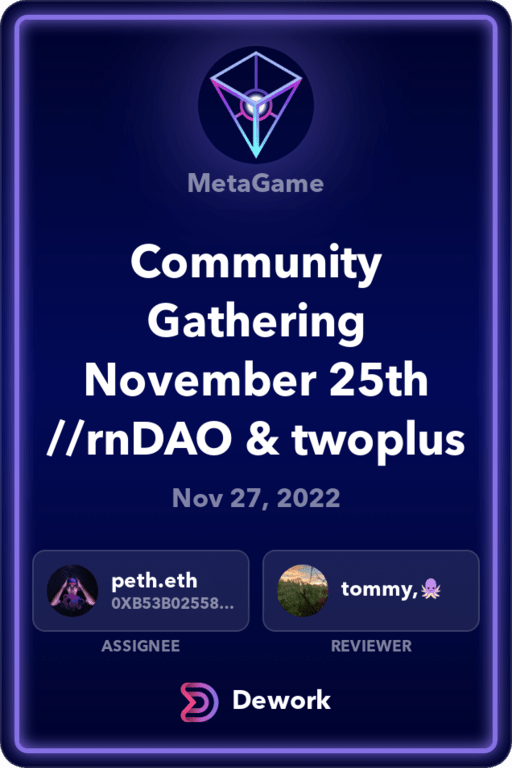 MetaGame
Community
Gathering
November 25th
//rnDAO & twoplus
Nov 27, 2022
peth.eth
0XB53B02558...
tommy,🐙
ASSIGNEE
REVIEWER
Dework